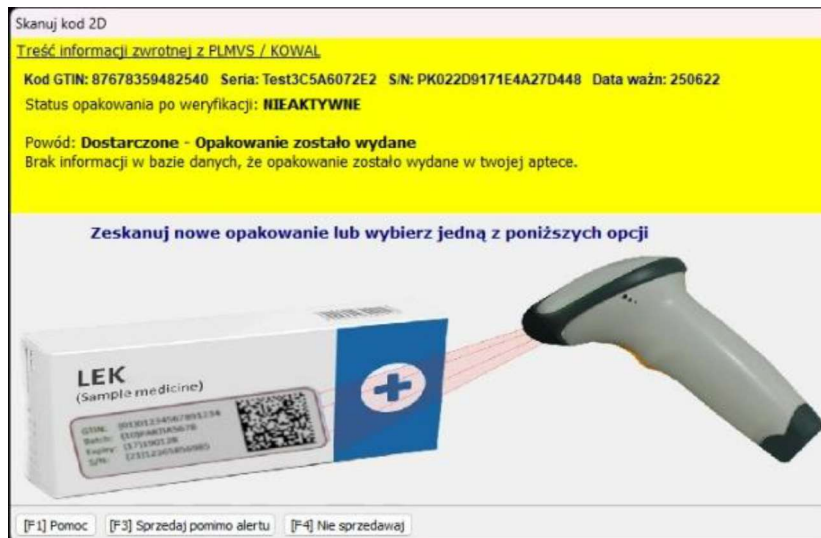 Skanuj kod 2D
Treść informacji zwrotnej z PLMVS / KOWAL
Kod GTIN: 87678359482540 Seria: Test3C5A6072E2 S/N: PK022D9171E4A27D448 Data ważn: 250622
Status opakowania po weryfikacji: NIEAKTYWNE
Powód: Dostarczone - Opakowanie zostało wydane
Brak informacji w bazie danych, że opakowanie zostało wydane w twojej aptece.
Zeskanuj nowe opakowanie lub wybierz jedną z poniższych opcji
LEK
(Sample medicine)
GTIN:
Batch:
Expiry:
S/N:
[F1] Pomoc [F3] Sprzedaj pomimo alertu [F4] Nie sprzedawaj